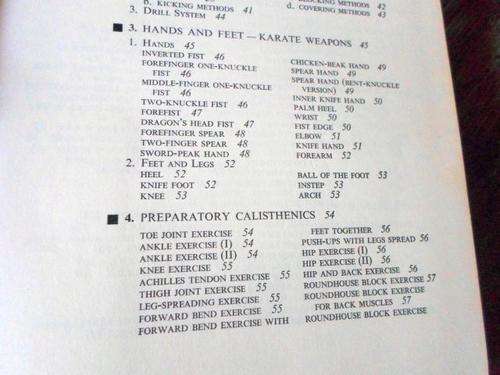 b. KICKING METHODS 41
3. DRILL SYSTEM 44
BLOCKING METHODS 42
d. COVERING METHODS 43
■ 3. HANDS AND FEET—KARATE WEAPONS 45
1. HANDS 45
INVERTED FIST 46
FOREFINGER ONE-KNUCKLE
FIST 46
MIDDLE-FINGER ONE-KNUCKLE
FIST 46
TWO-KNUCKLE FIST 46
FOREFIST 47
DRAGON'S HEAD FIST 47
FOREFINGER SPEAR 48
TWO-FINGER SPEAR 48
SWORD-PEAK HAND 48
CHICKEN-BEAK HAND 49
SPEAR HAND 49
SPEAR HAND (BENT-KNUCKLE
VERSION) 49
INNER KNIFE HAND 50
PALM HEEL 50
WRIST 50
FIST EDGE 50
ELBOW 51
KNIFE HAND 51
FOREARM 52
2. FEET AND LEGS 52
HEEL 52
KNIFE FOOT 52
KNEE 53
BALL OF THE FOOT 53
INSTEP 53
ARCH 53
■ 4. PREPARATORY CALISTHENICS 54
TOE JOINT EXERCISE 54
ANKLE EXERCISE (I) 54
ANKLE EXERCISE (II) 54
KNEE EXERCISE 55
ACHILLES TENDON EXERCISE 55
THIGH JOINT EXERCISE 55
LEG-SPREADING EXERCISE 55
FORWARD BEND EXERCISE 55
FORWARD BEND EXERCISE WITH
FEET TOGETHER 56
PUSH-UPS WITH LEGS SPREAD 56
HIP EXERCISE (I) 56
HIP EXERCISE (II) 56
HIP AND BACK EXERCISE 56
ROUNDHOUSE BLOCK EXERCISE 57
ROUNDHOUSE BLOCK EXERCISE
FOR BACK MUSCLES 57
ROUNDHOUSE BLOCK EXERCISE